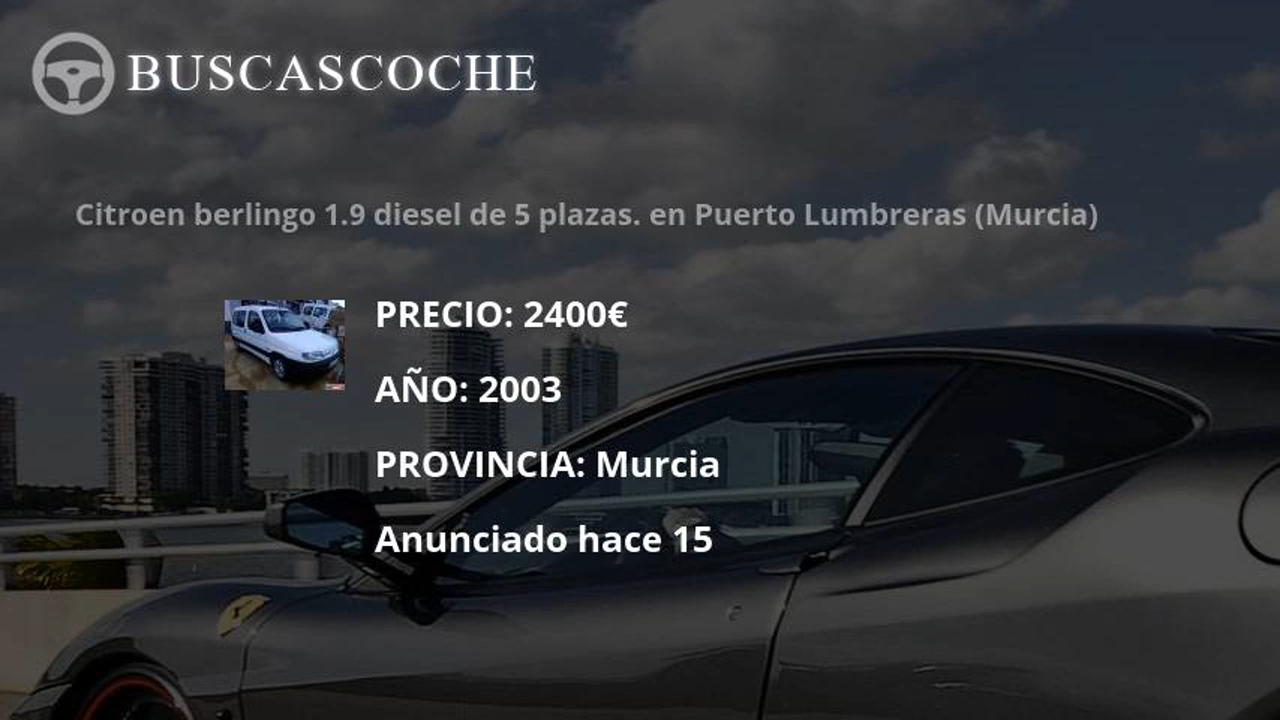 BUSCASCOCHE
Citroen berlingo 1.9 diesel de 5 plazas. en Puerto Lumbreras (Murcia)
PRECIO: 2400€
AÑO: 2003
PROVINCIA: Murcia
Anunciado hace 15